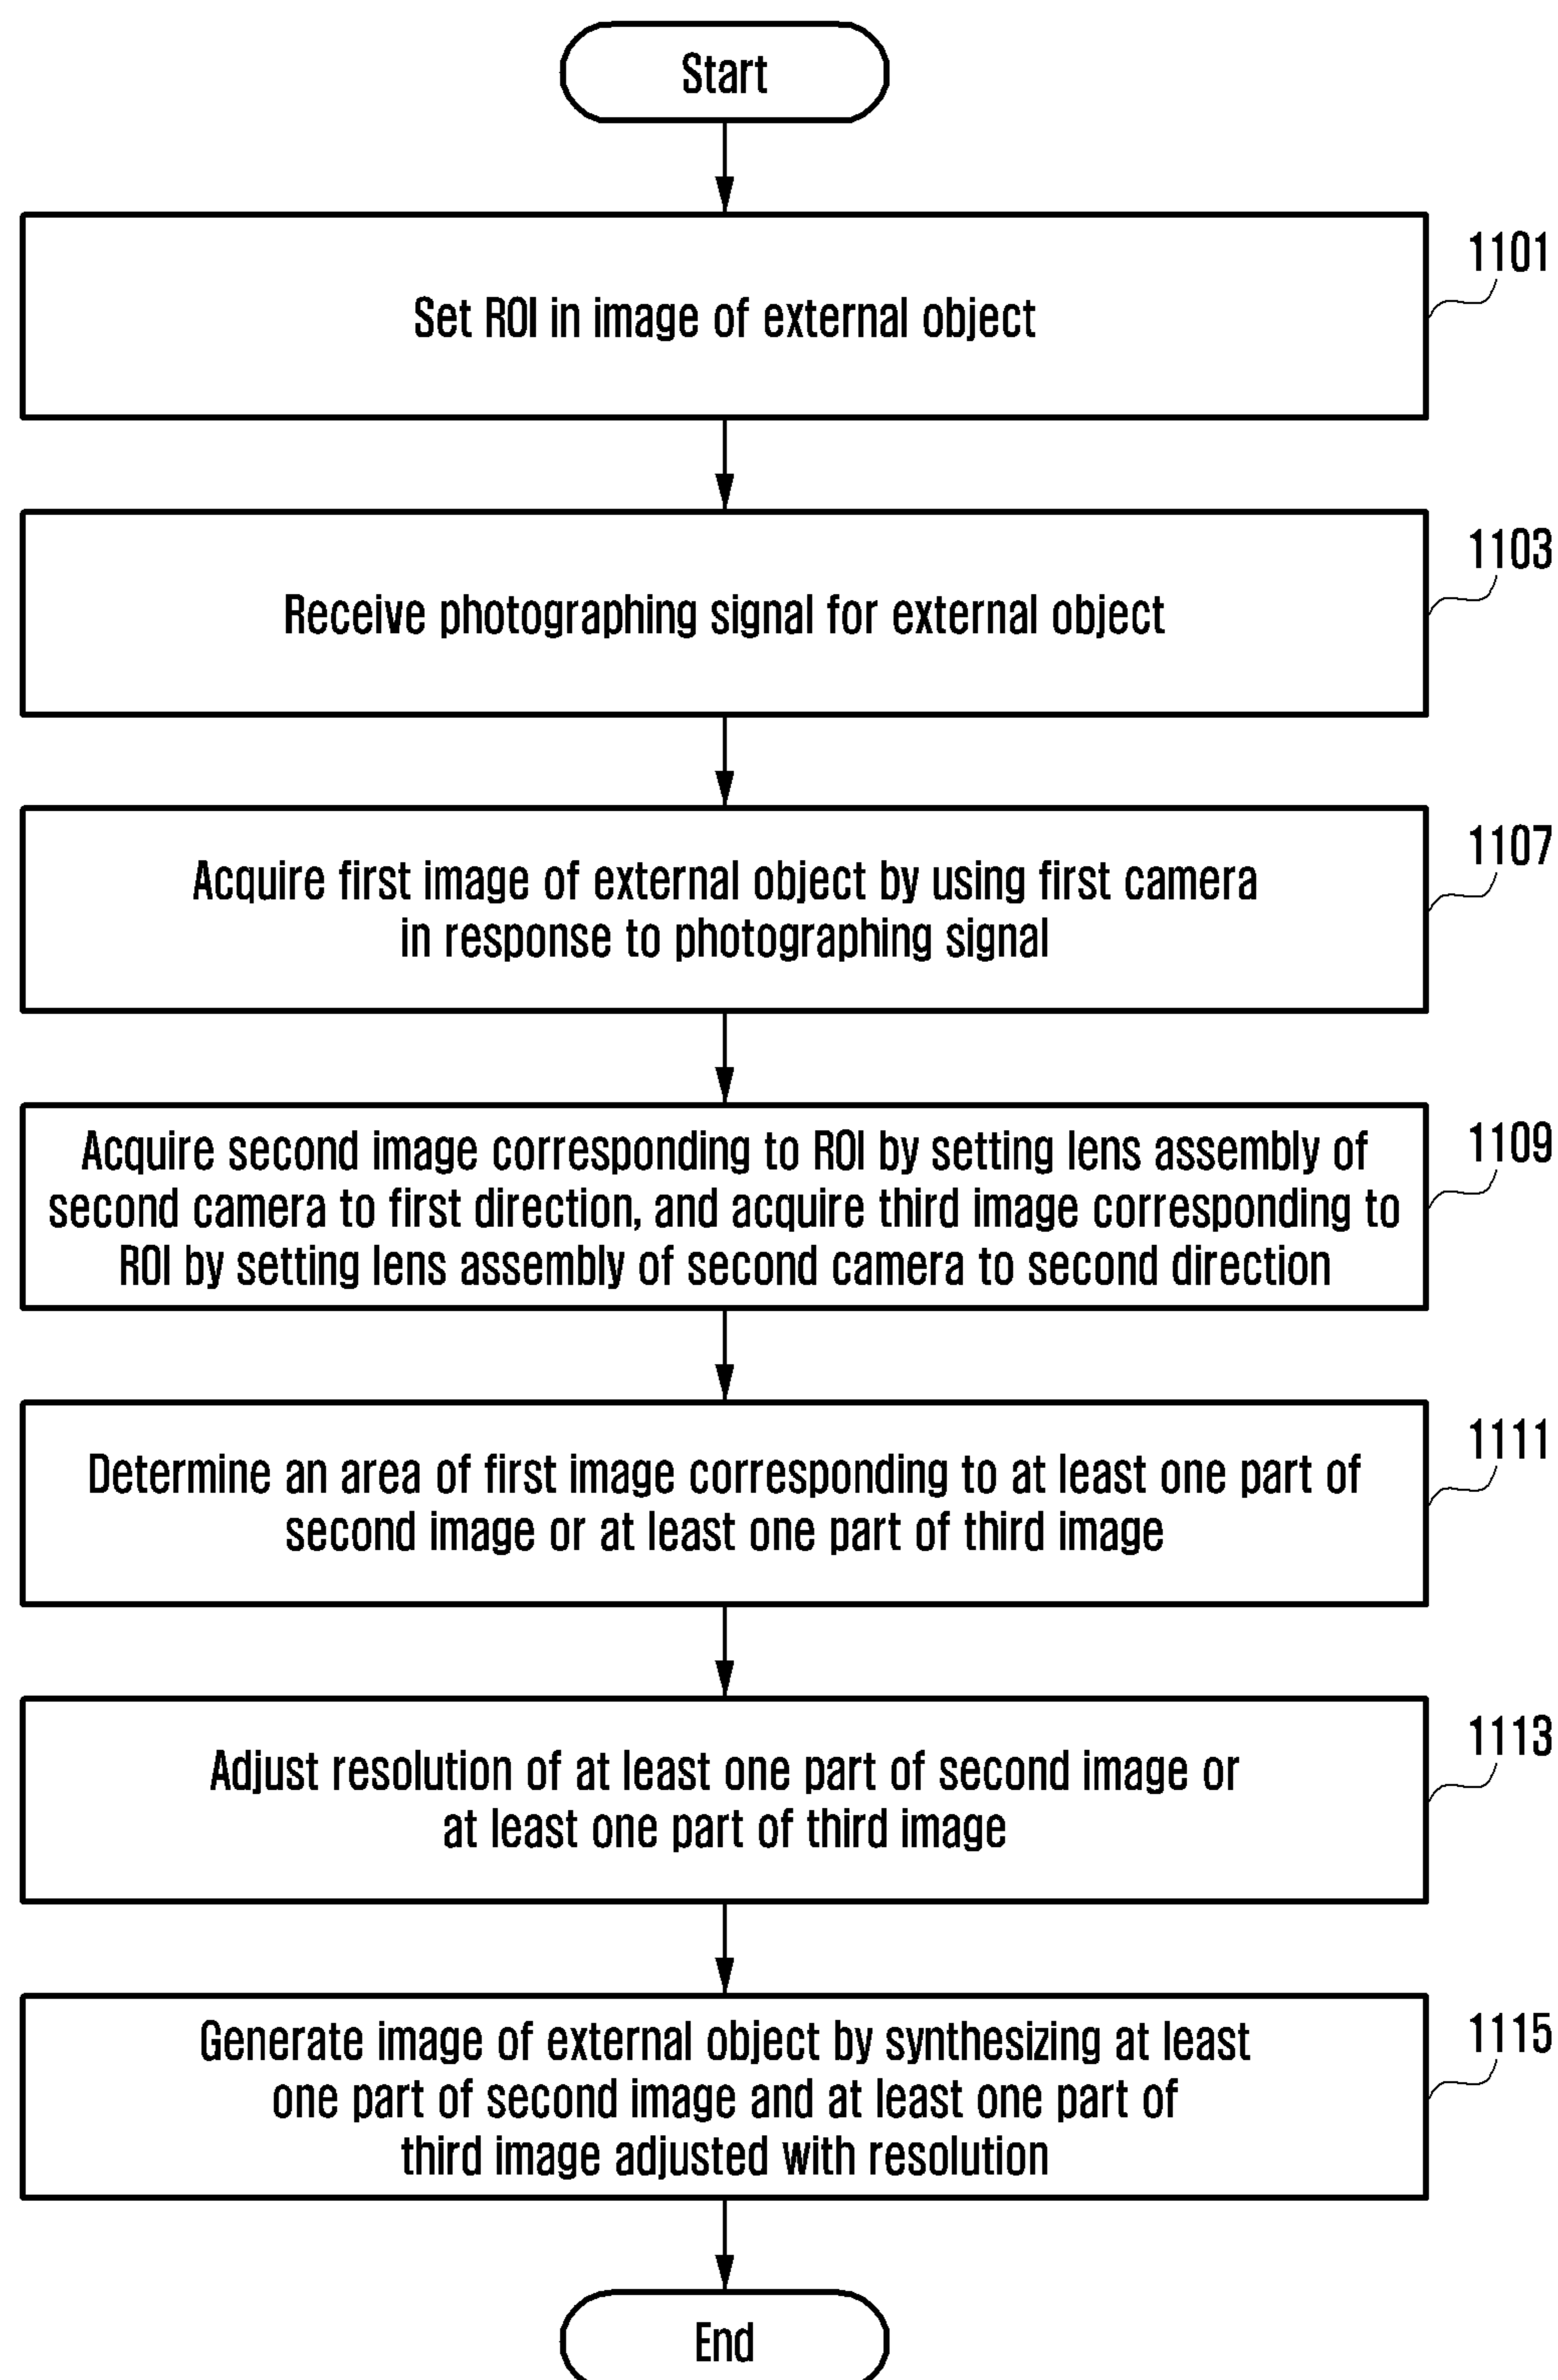 Start
1101
Set ROI in image of external object
1103
Receive photographing signal for external object
1107
Acquire first image of external object by using first camera
in response to photographing signal
1109
Acquire second image corresponding to ROI by setting lens assembly of
second camera to first direction, and acquire third image corresponding to
ROI by setting lens assembly of second camera to second direction
1111
Determine an area of first image corresponding to at least one part of
second image or at least one part of third image
1113
Adjust resolution of at least one part of second image or
at least one part of third image
1115
Generate image of external object by synthesizing at least
one part of second image and at least one part of
third image adjusted with resolution
End